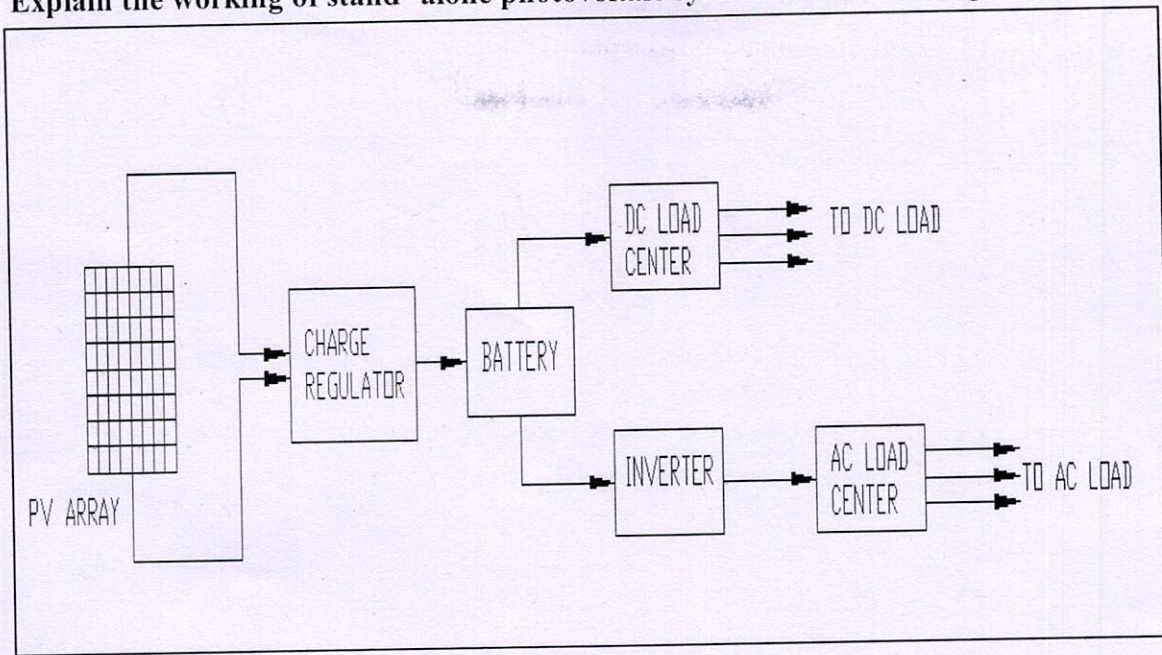 Explain the working of stand -alone photovoltaic
DC LOAD
CENTER
TO DC LOAD
CHARGE
REGULATOR
BATTERY
INVERTER
AC LOAD
CENTER
TO AC LOAD
PV ARRAY